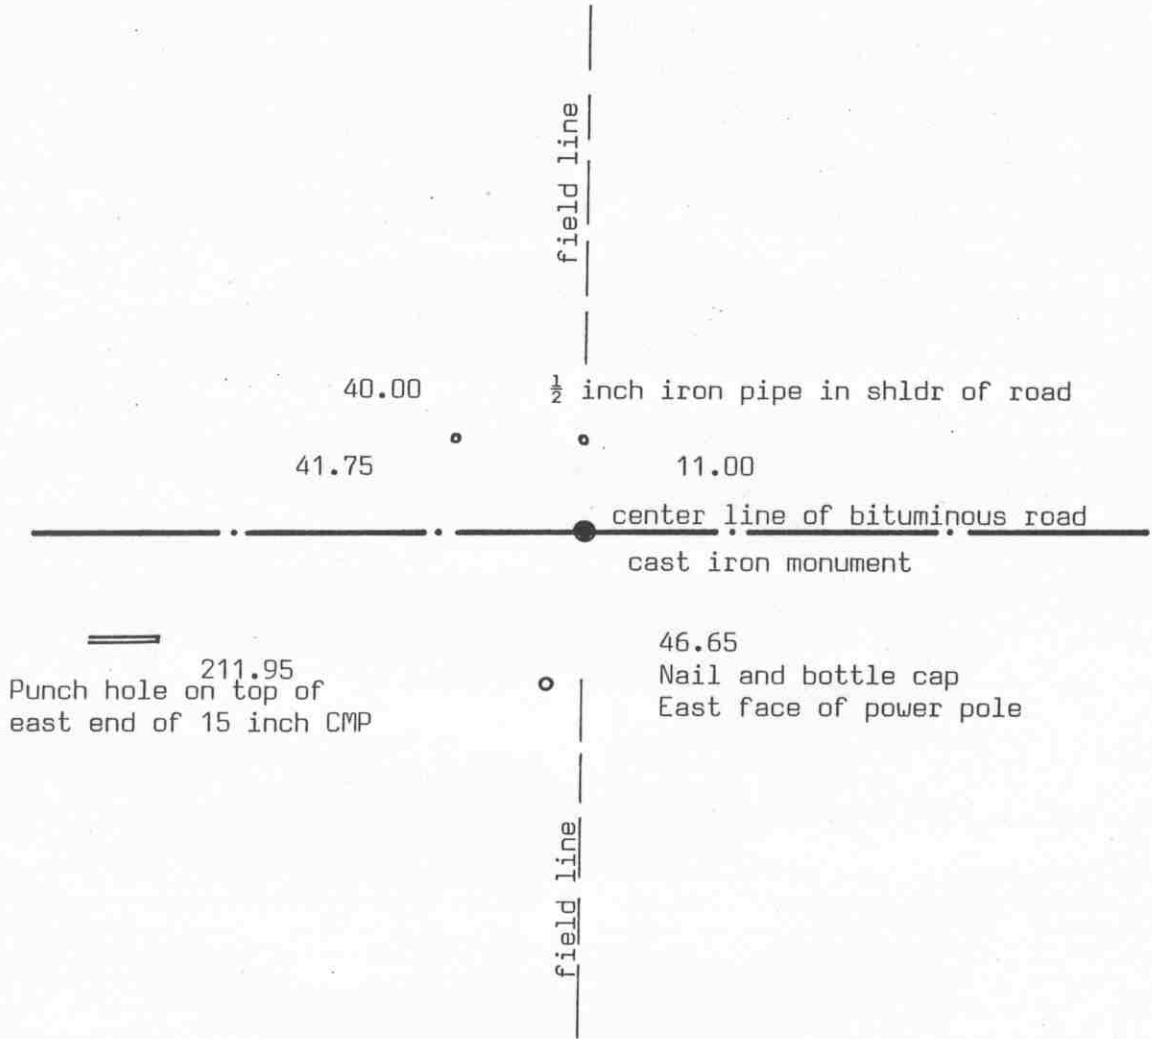 field line
40.00
½ inch iron pipe in shldr of road
41.75
11.00
center line of bituminous road
cast iron monument
211.95
Punch hole on top of
east end of 15 inch CMP
46.65
Nail and bottle cap
East face of power pole
field line